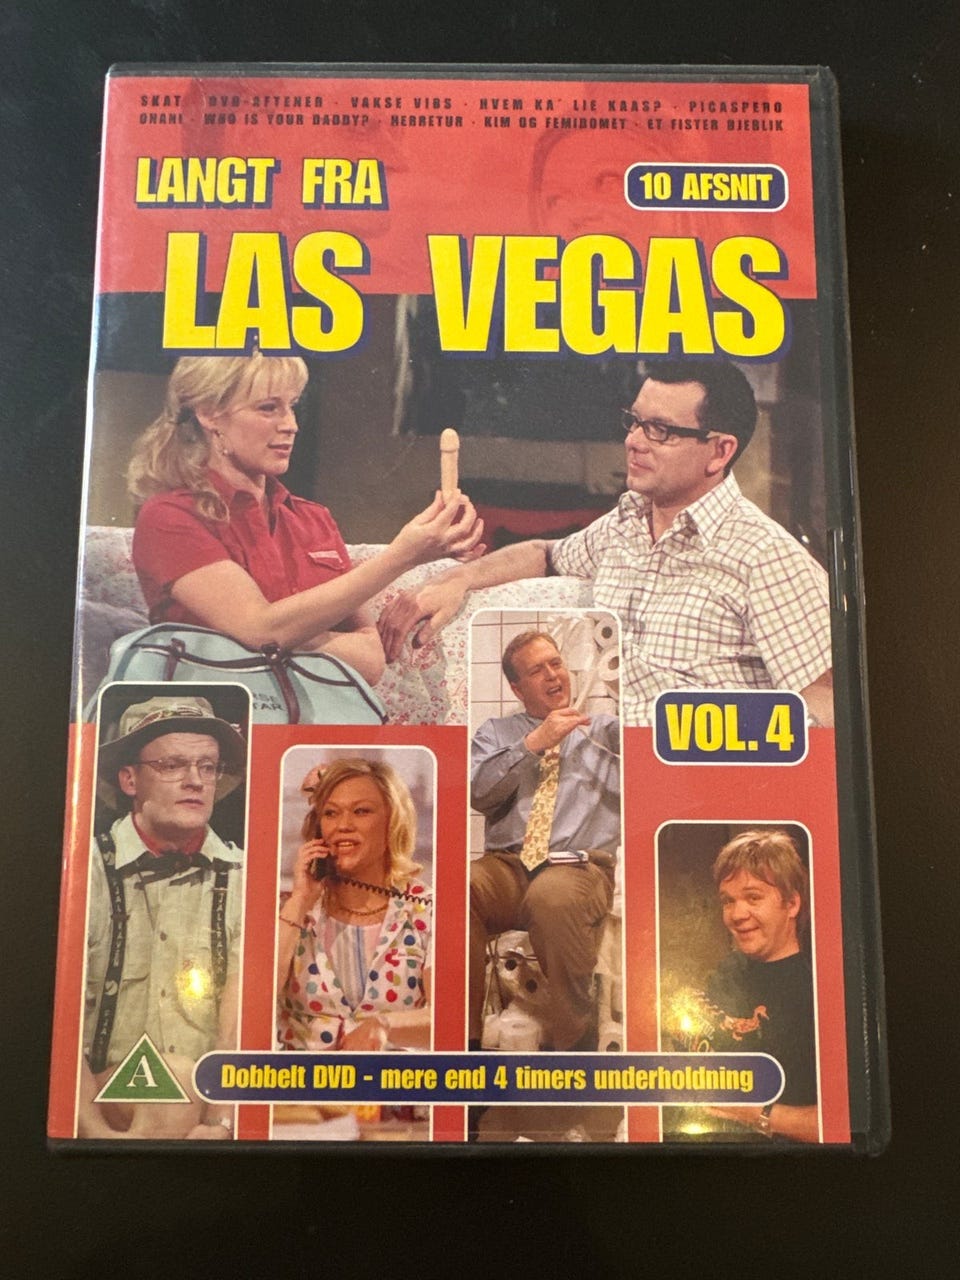 SKAT · DVD-AFTENER · VAKSE VIBS · HVEM KA' LIE KAAS? · PICASPERO
ONANI · WHO IS YOUR DADDY? · HERRETUR · KIM OG FEMIDOMET · ET FISTER ØJEBLIK
LANGT FRA
10 AFSNIT
LAS VEGAS
VOL. 4
A
Dobbelt DVD - mere end 4 timers underholdning